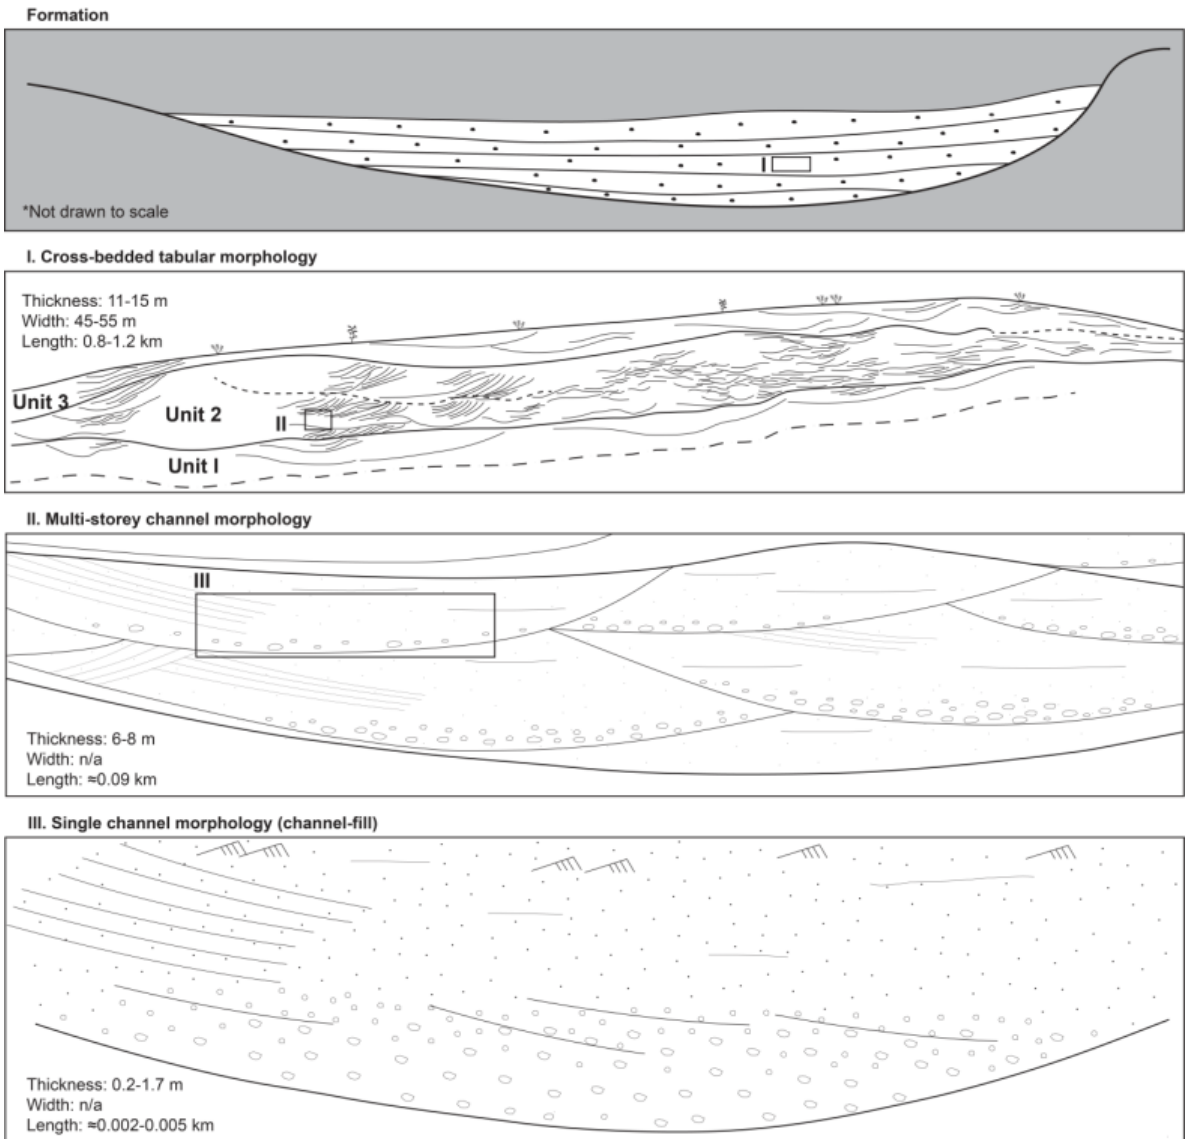 Formation
I
*Not drawn to scale
I. Cross-bedded tabular morphology
Thickness: 11-15 m
Width: 45-55 m
Length: 0.8-1.2 km
Unit 3
Unit 2
II
Unit I
II. Multi-storey channel morphology
III
Thickness: 6-8 m
Width: n/a
Length: ≈0.09 km
III. Single channel morphology (channel-fill)
Thickness: 0.2-1.7 m
Width: n/a
Length: ≈0.002-0.005 km